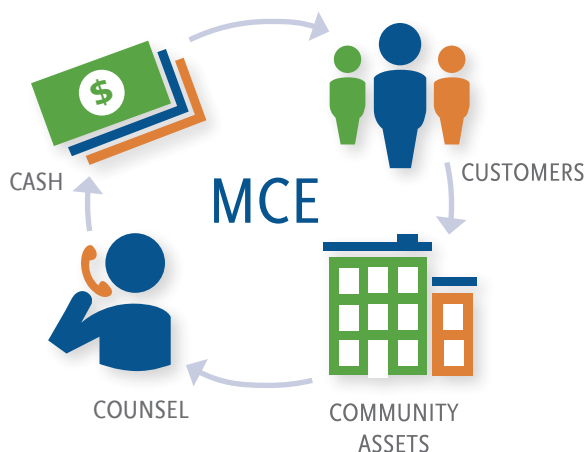 $
CASH
CUSTOMERS
MCE
COUNSEL
COMMUNITY
ASSETS